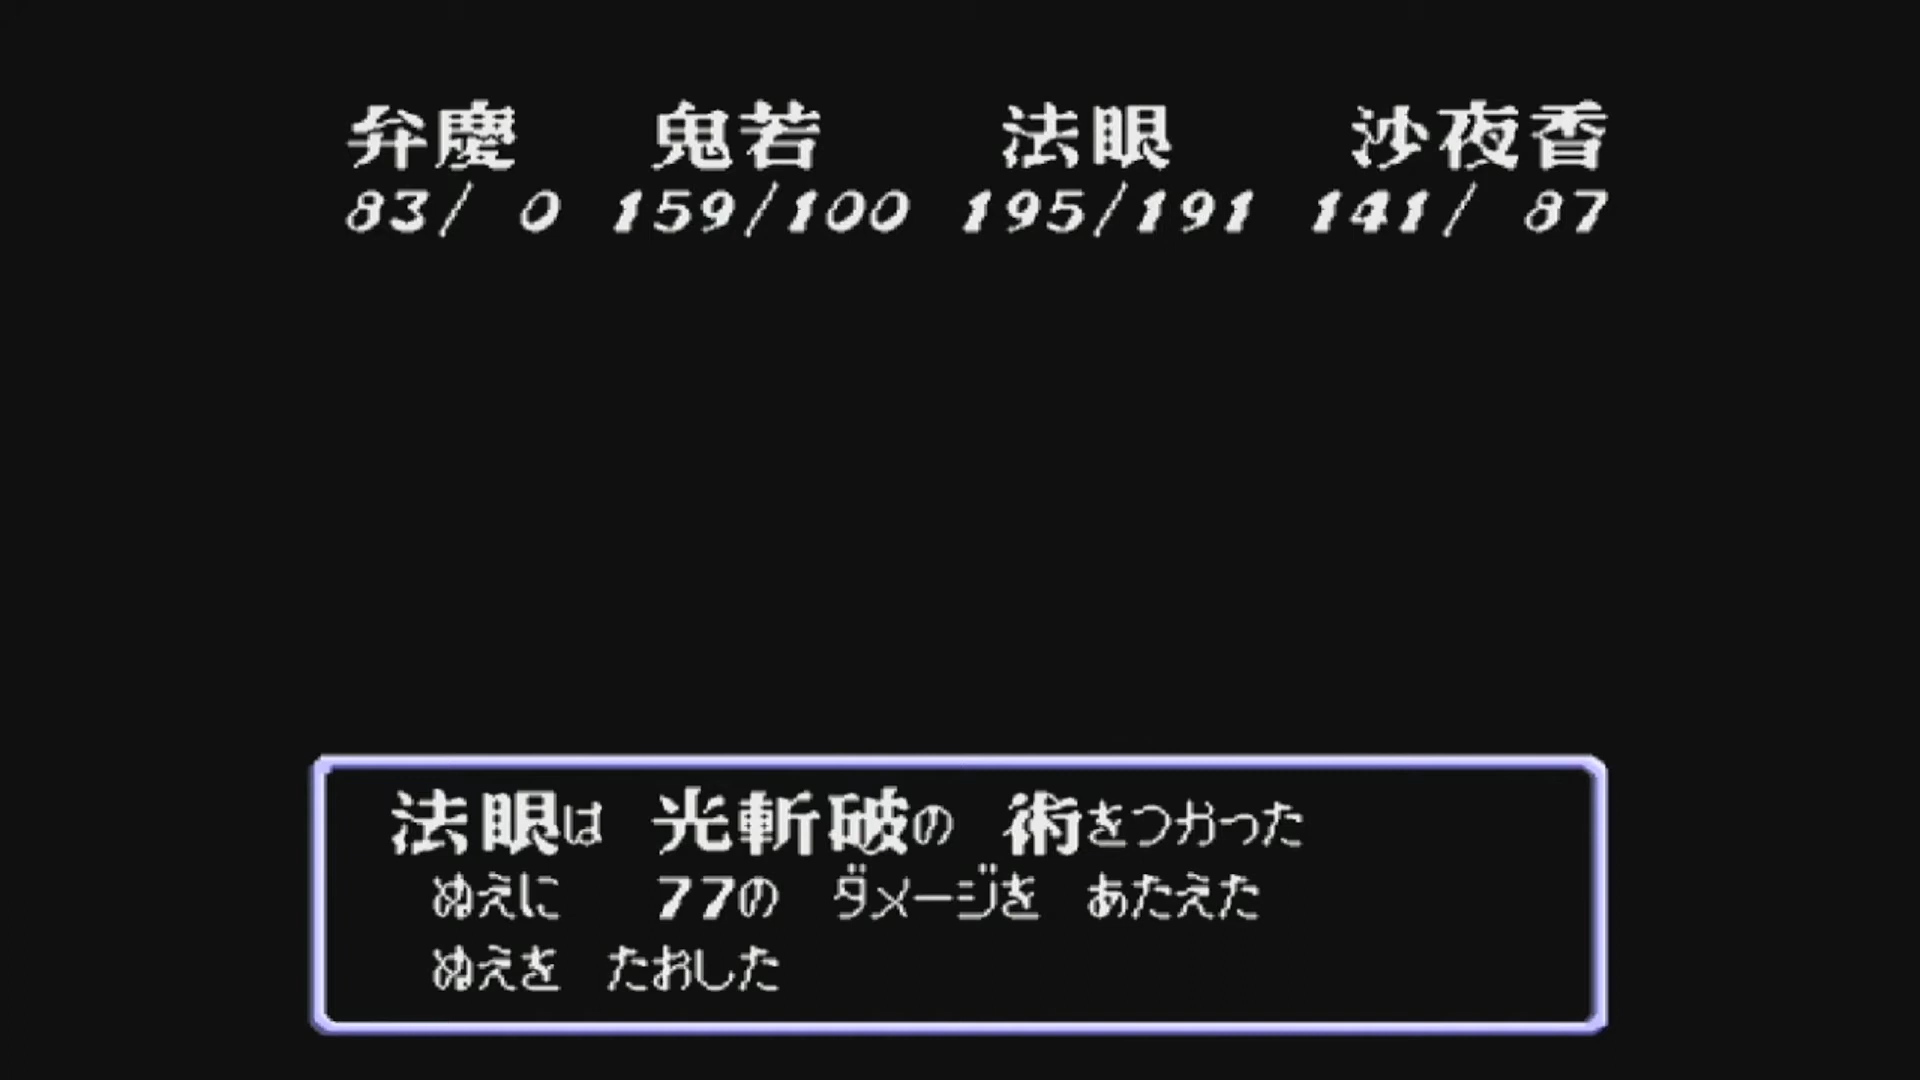 弁慶 鬼若 法眼 沙夜香
83/ 0 159/100 195/191 141/ 87
法眼は 光斬破の 術をつかった
ぬえに 77の ダメージを あたえた
ぬえを たおした